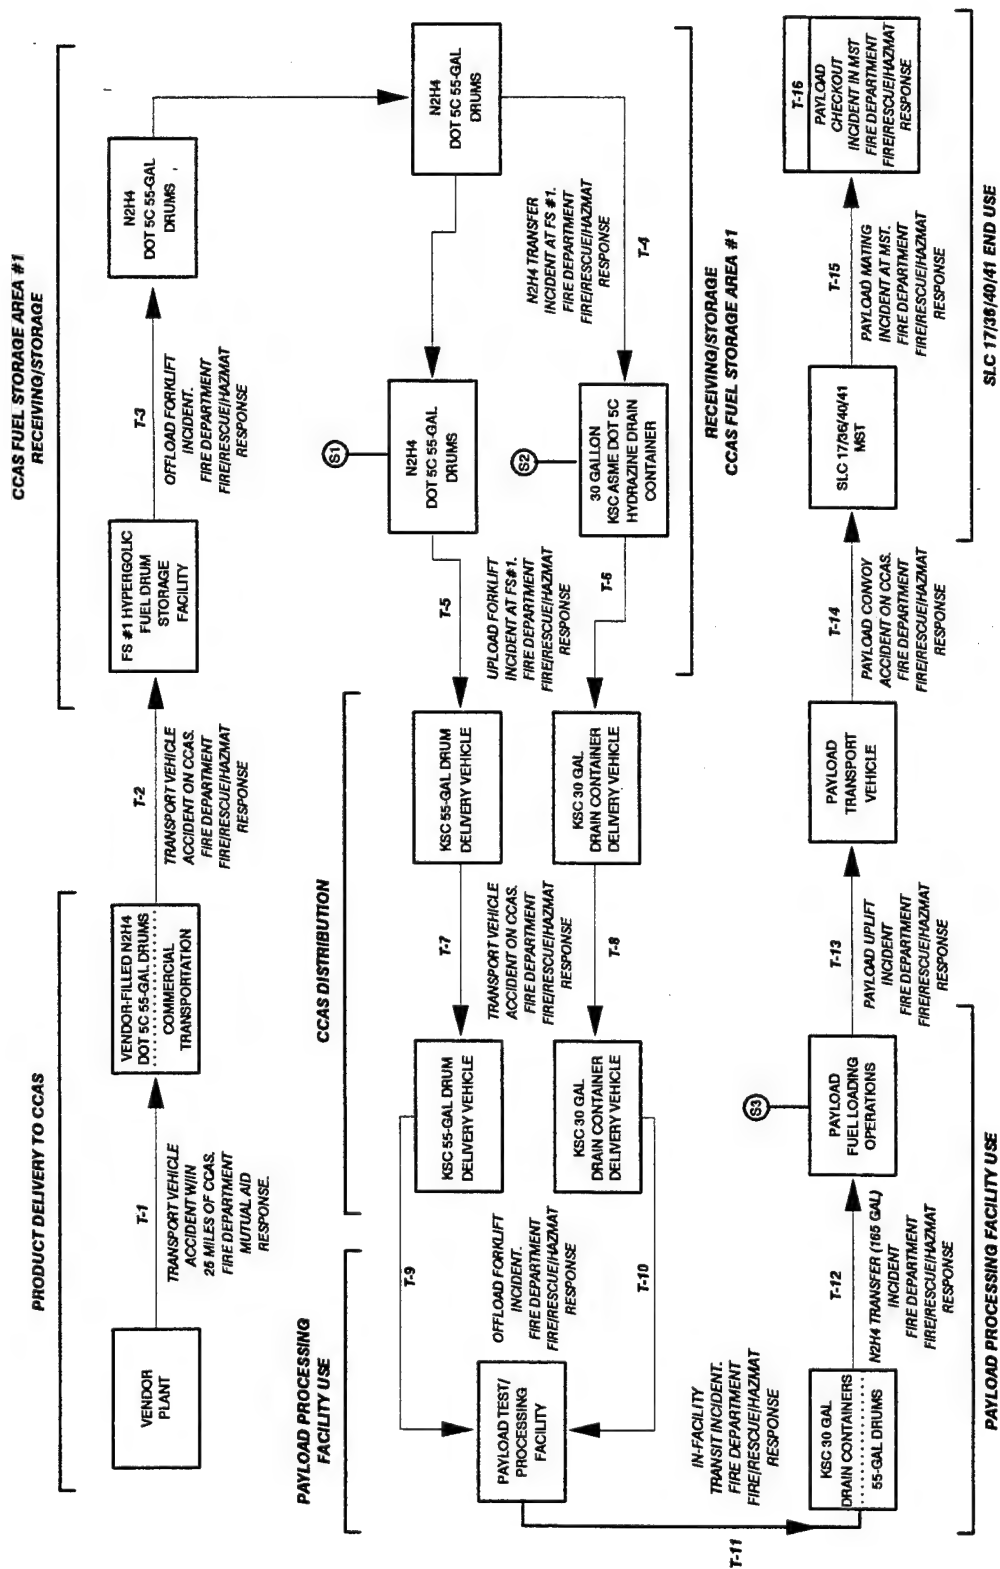 PRODUCT DELIVERY TO CCAS
VENDOR
PLANT
T-1
TRANSPORT VEHICLE
ACCIDENT W/IN
25 MILES OF CCAS.
FIRE DEPARTMENT
MUTUAL AID
RESPONSE.
VENDOR-FILLED N2H4
DOT 5C 55-GAL DRUMS
COMMERCIAL
TRANSPORTATION
T-2
TRANSPORT VEHICLE
ACCIDENT ON CCAS.
FIRE DEPARTMENT
FIRE/RESCUE/HAZMAT
RESPONSE
CCAS FUEL STORAGE AREA #1
RECEIVING/STORAGE
FS #1 HYPERGOLIC
FUEL DRUM
STORAGE
FACILITY
T-3
OFFLOAD FORKLIFT
INCIDENT.
FIRE DEPARTMENT
FIRE/RESCUE/HAZMAT
RESPONSE
N2H4
DOT 5C 55-GAL
DRUMS
N2H4
DOT 5C 55-GAL
DRUMS
N2H4 TRANSFER
INCIDENT AT FS #1.
FIRE DEPARTMENT
FIRE/RESCUE/HAZMAT
RESPONSE
T-4
S1
N2H4
DOT 5C 55-GAL
DRUMS
S2
30 GALLON
KSC ASME DOT 5C
HYDRAZINE DRAIN
CONTAINER
RECEIVING/STORAGE
CCAS FUEL STORAGE AREA #1
T-5
UPLOAD FORKLIFT
INCIDENT AT FS#1.
FIRE DEPARTMENT
FIRE/RESCUE/HAZMAT
RESPONSE
T-6
CCAS DISTRIBUTION
KSC 55-GAL DRUM
DELIVERY VEHICLE
KSC 30 GAL
DRAIN CONTAINER
DELIVERY VEHICLE
T-7
TRANSPORT VEHICLE
ACCIDENT ON CCAS.
FIRE DEPARTMENT
FIRE/RESCUE/HAZMAT
RESPONSE
T-8
KSC 55-GAL DRUM
DELIVERY VEHICLE
KSC 30 GAL
DRAIN CONTAINER
DELIVERY VEHICLE
PAYLOAD PROCESSING
FACILITY USE
T-9
OFFLOAD FORKLIFT
INCIDENT.
FIRE DEPARTMENT
FIRE/RESCUE/HAZMAT
RESPONSE
T-10
PAYLOAD TEST/
PROCESSING
FACILITY
T-11
IN-FACILITY
TRANSIT INCIDENT.
FIRE DEPARTMENT
FIRE/RESCUE/HAZMAT
RESPONSE
KSC 30 GAL
DRAIN CONTAINERS
55-GAL DRUMS
T-12
N2H4 TRANSFER (165 GAL)
INCIDENT
FIRE DEPARTMENT
FIRE/RESCUE/HAZMAT
RESPONSE
S3
PAYLOAD
FUEL LOADING
OPERATIONS
PAYLOAD PROCESSING FACILITY USE
T-13
PAYLOAD UPLIFT
INCIDENT
FIRE DEPARTMENT
FIRE/RESCUE/HAZMAT
RESPONSE
PAYLOAD
TRANSPORT
VEHICLE
T-14
PAYLOAD CONVOY
ACCIDENT ON CCAS.
FIRE DEPARTMENT
FIRE/RESCUE/HAZMAT
RESPONSE
SLC 17/36/40/41
MST
T-15
PAYLOAD MATING
INCIDENT AT MST.
FIRE DEPARTMENT
FIRE/RESCUE/HAZMAT
RESPONSE
T-16
PAYLOAD
CHECKOUT
INCIDENT IN MST
FIRE DEPARTMENT
FIRE/RESCUE/HAZMAT
RESPONSE
SLC 17/36/40/41 END USE